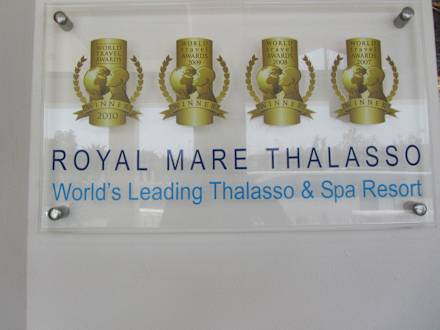 WORLD TRAVEL AWARDS WINNER 2010
WORLD TRAVEL AWARDS 2009 WINNER
WORLD TRAVEL AWARDS 2008 WINNER
WORLD TRAVEL AWARDS 2007 WINNER
ROYAL MARE THALASSO
World's Leading Thalasso & Spa Resort